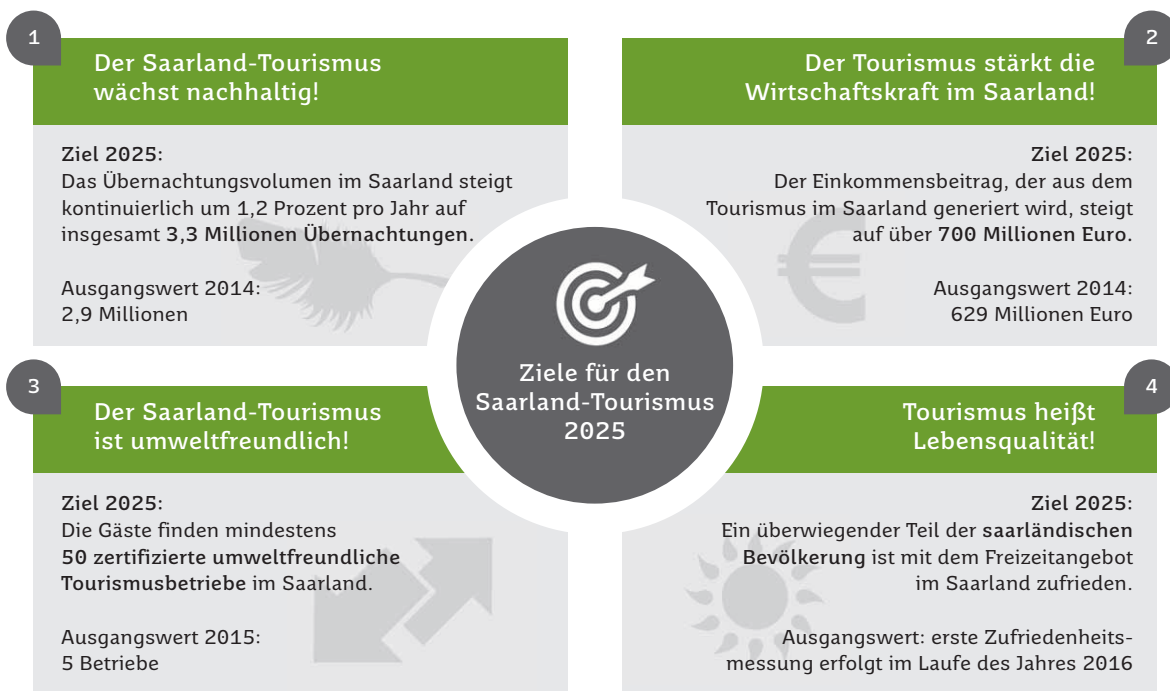 1
Der Saarland-Tourismus
wächst nachhaltig!
Ziel 2025:
Das Übernachtungsvolumen im Saarland steigt
kontinuierlich um 1,2 Prozent pro Jahr auf
insgesamt 3,3 Millionen Übernachtungen.
Ausgangswert 2014:
2,9 Millionen
2
Der Tourismus stärkt die
Wirtschaftskraft im Saarland!
Ziel 2025:
Der Einkommensbeitrag, der aus dem
Tourismus im Saarland generiert wird, steigt
auf über 700 Millionen Euro.
€
Ausgangswert 2014:
629 Millionen Euro
Ziele für den
Saarland-Tourismus
2025
3
Der Saarland-Tourismus
ist umweltfreundlich!
Ziel 2025:
Die Gäste finden mindestens
50 zertifizierte umweltfreundliche
Tourismusbetriebe im Saarland.
Ausgangswert 2015:
5 Betriebe
4
Tourismus heißt
Lebensqualität!
Ziel 2025:
Ein überwiegender Teil der saarländischen
Bevölkerung ist mit dem Freizeitangebot
im Saarland zufrieden.
Ausgangswert: erste Zufriedenheits-
messung erfolgt im Laufe des Jahres 2016